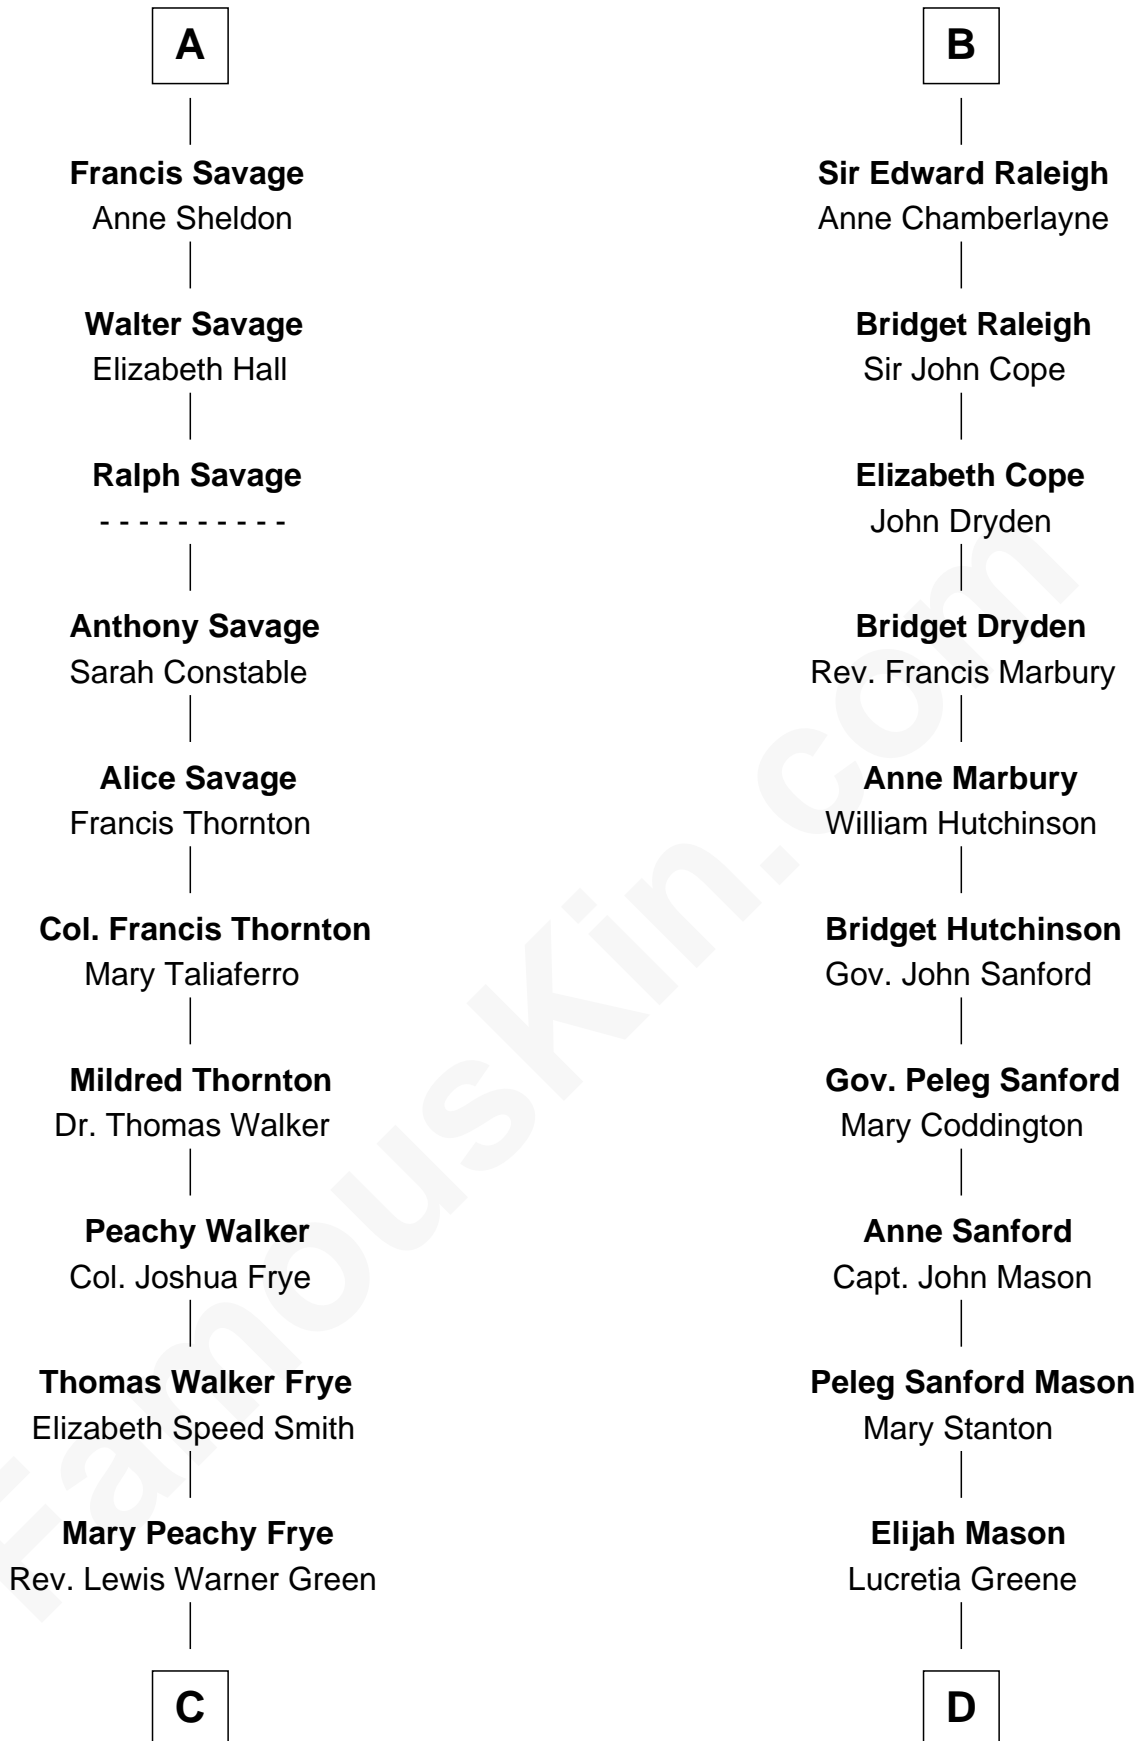 A
Francis Savage
Anne Sheldon
Walter Savage
Elizabeth Hall
Ralph Savage
- - - - - - - - - -
Anthony Savage
Sarah Constable
Alice Savage
Francis Thornton
Col. Francis Thornton
Mary Taliaferro
Mildred Thornton
Dr. Thomas Walker
Peachy Walker
Col. Joshua Frye
Thomas Walker Frye
Elizabeth Speed Smith
Mary Peachy Frye
Rev. Lewis Warner Green
C
B
Sir Edward Raleigh
Anne Chamberlayne
Bridget Raleigh
Sir John Cope
Elizabeth Cope
John Dryden
Bridget Dryden
Rev. Francis Marbury
Anne Marbury
William Hutchinson
Bridget Hutchinson
Gov. John Sanford
Gov. Peleg Sanford
Mary Coddington
Anne Sanford
Capt. John Mason
Peleg Sanford Mason
Mary Stanton
Elijah Mason
Lucretia Greene
D
FamousKin.com